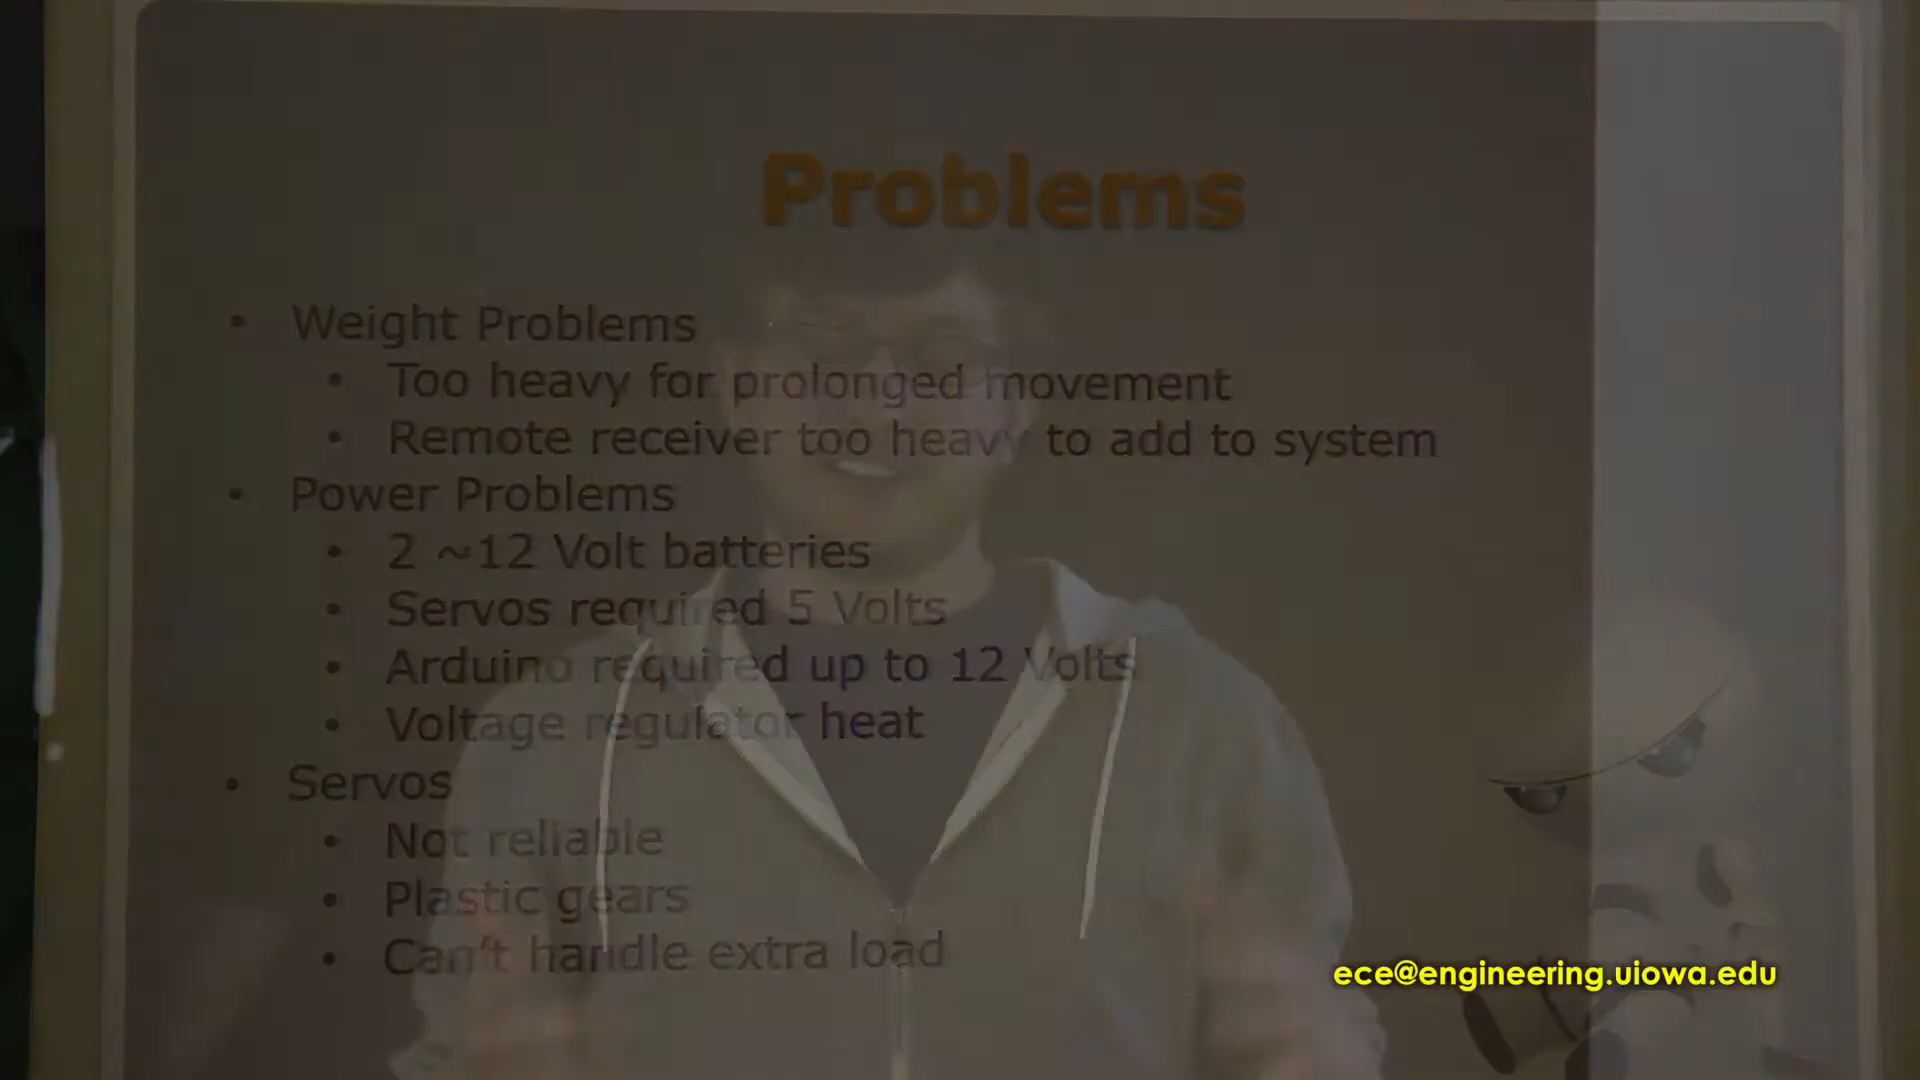 Problems
• Weight Problems
• Too heavy for prolonged movement
• Remote receiver too heavy to add to system
• Power Problems
• 2 ~12 Volt batteries
• Servos required 5 Volts
• Arduino required up to 12 Volts
• Voltage regulator heat
• Servos
• Not reliable
• Plastic gears
• Can't handle extra load
ece@engineering.uiowa.edu